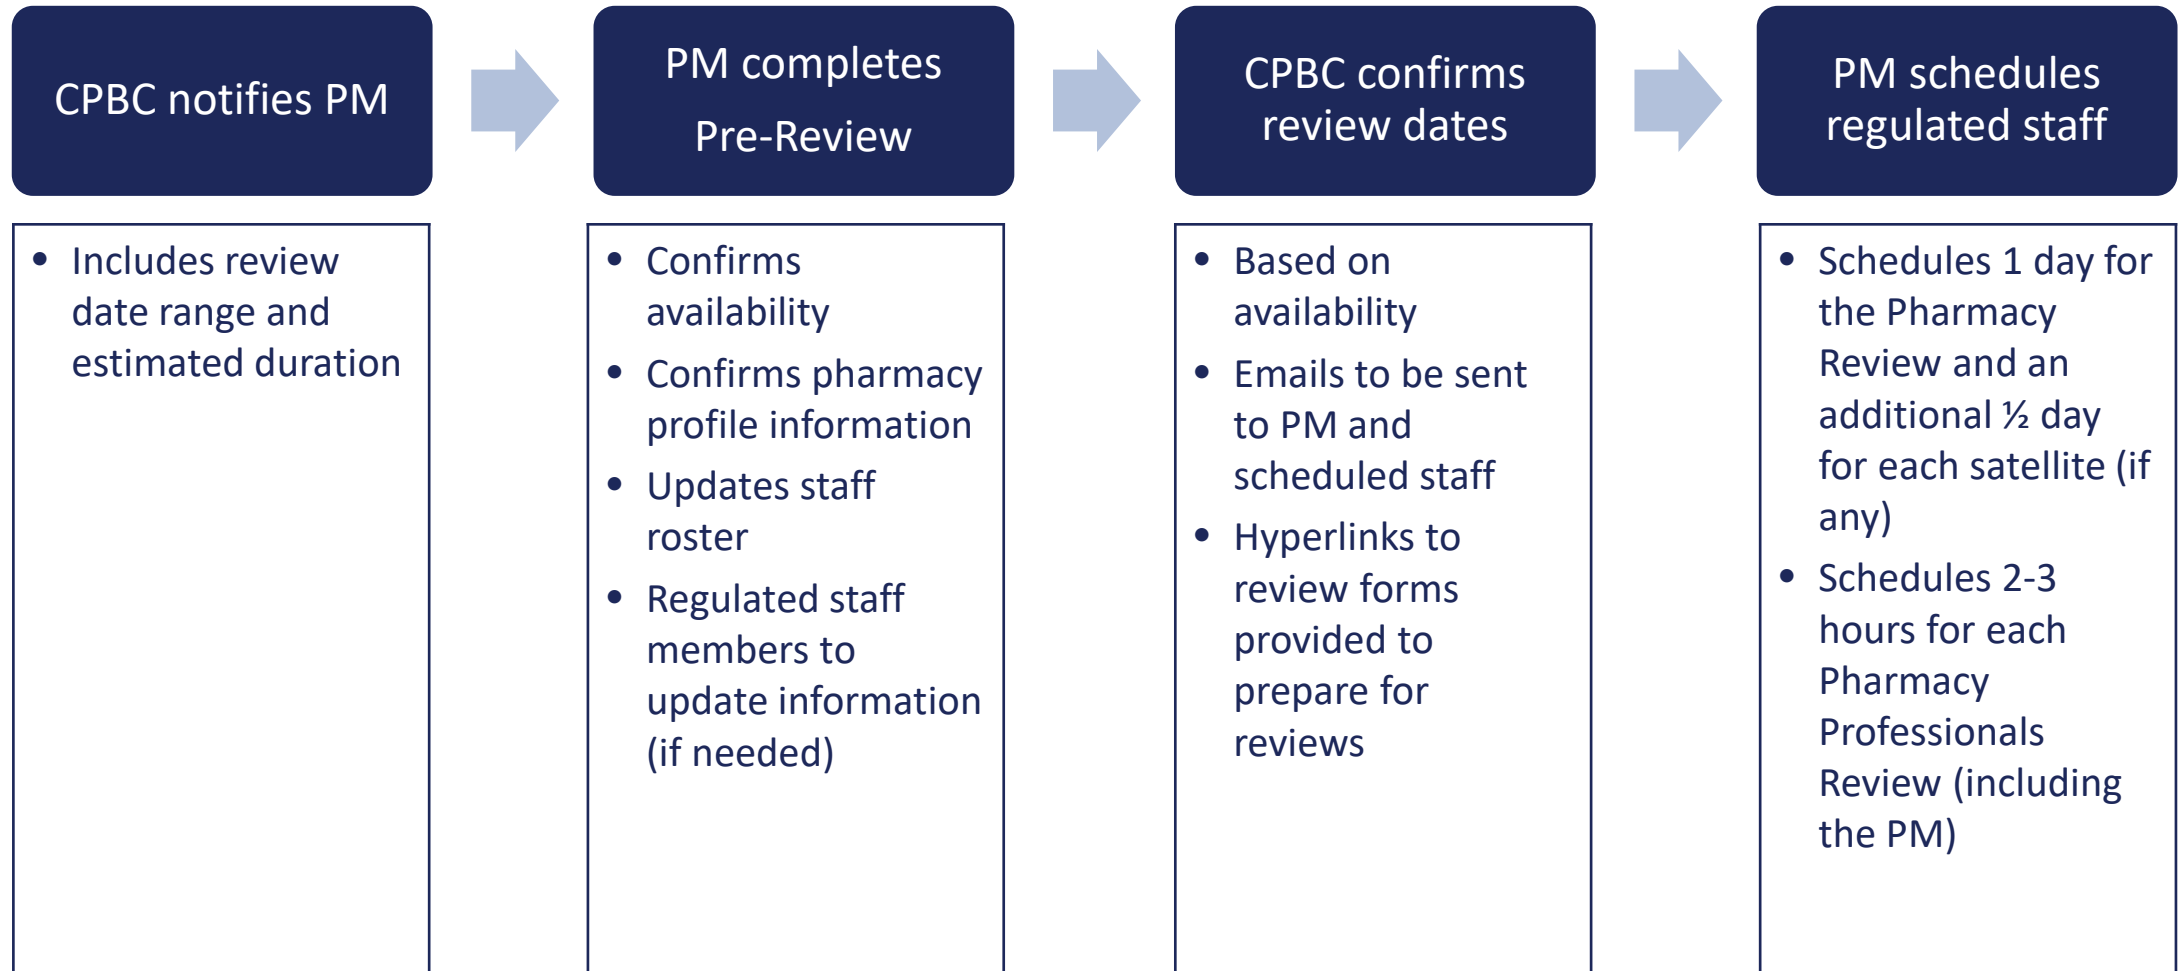 CPBC notifies PM
• Includes review
date range and
estimated duration
PM completes
Pre-Review
• Confirms
availability
• Confirms pharmacy
profile information
• Updates staff
roster
• Regulated staff
members to
update information
(if needed)
CPBC confirms
review dates
• Based on
availability
• Emails to be sent
to PM and
scheduled staff
• Hyperlinks to
review forms
provided to
prepare for
reviews
PM schedules
regulated staff
• Schedules 1 day for
the Pharmacy
Review and an
additional ½ day
for each satellite (if
any)
• Schedules 2-3
hours for each
Pharmacy
Professionals
Review (including
the PM)